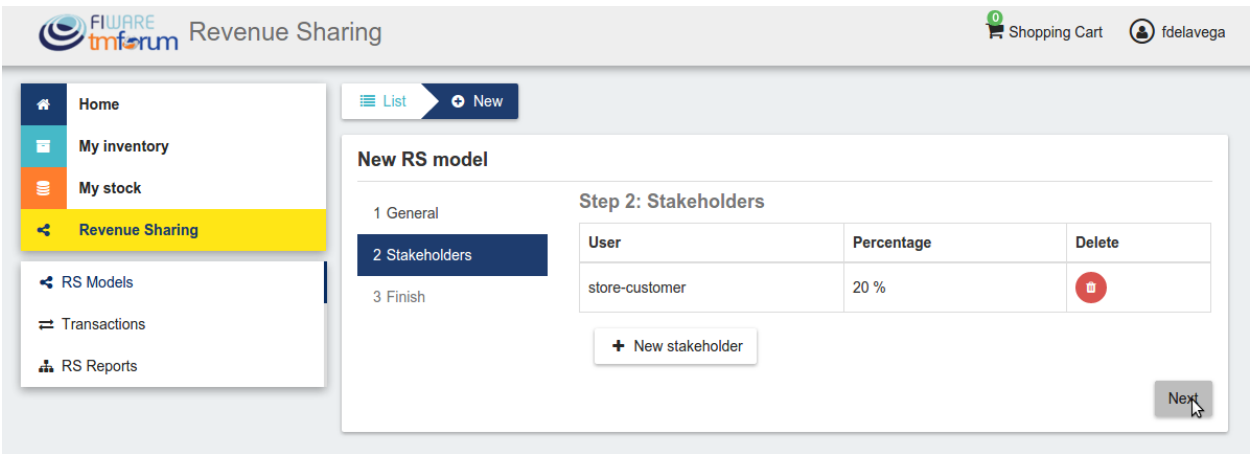 FIWARE
tmforum
Revenue Sharing
0
Shopping Cart
fdelavega
Home
My inventory
My stock
Revenue Sharing
RS Models
Transactions
RS Reports
List
New
New RS model
1 General
2 Stakeholders
3 Finish
Step 2: Stakeholders
User Percentage Delete
store-customer 20 %
New stakeholder
Next